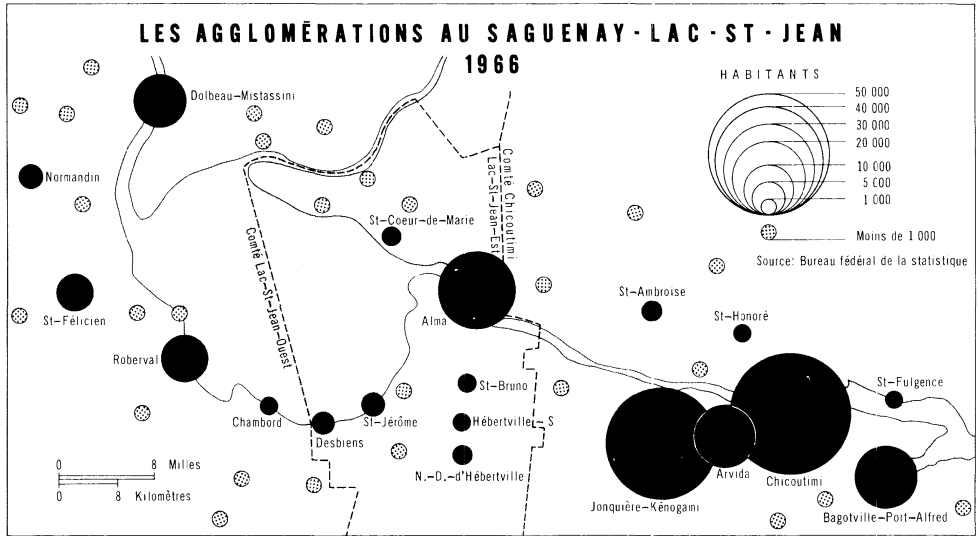 LES AGGLOMĒRATIONS AU SAGUENAY-LAC-ST-JEAN
1966
HABITANTS
50 000
40 000
30 000
20 000
10 000
5 000
1 000
Moins de 1 000
Source: Bureau fédéral de la statistique
Dolbeau-Mistassini
Normandin
St-Coeur-de-Marie
Comté Chicoutimi
Lac-St-Jean-Est
Comté Lac-St-Jean-Ouest
St-Félicien
Alma
St-Ambroise
St-Honoré
Roberval
St-Bruno
St-Fulgence
Chambord
St-Jérôme
Hébertville-S
Desbiens
N.-D.-d'Hébertville
Arvida
Chicoutimi
Jonquière-Kénogami
Bagotville-Port-Alfred
0 8 Milles
0 8 Kilomètres